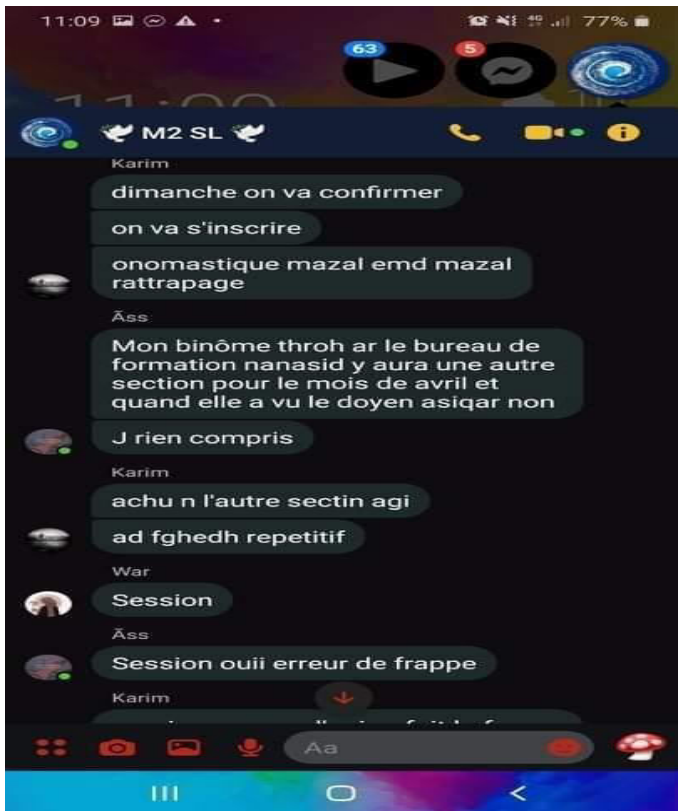 11:09
77%
63
5
M2 SL
Karim
dimanche on va confirmer
on va s'inscrire
onomastique mazal emd mazal
rattrapage
Ãss
Mon binôme throh ar le bureau de
formation nanasid y aura une autre
section pour le mois de avril et
quand elle a vu le doyen asiqar non
J rien compris
Karim
achu n l'autre sectin agi
ad fghedh repetitif
War
Session
Ãss
Session ouii erreur de frappe
Karim
Aa